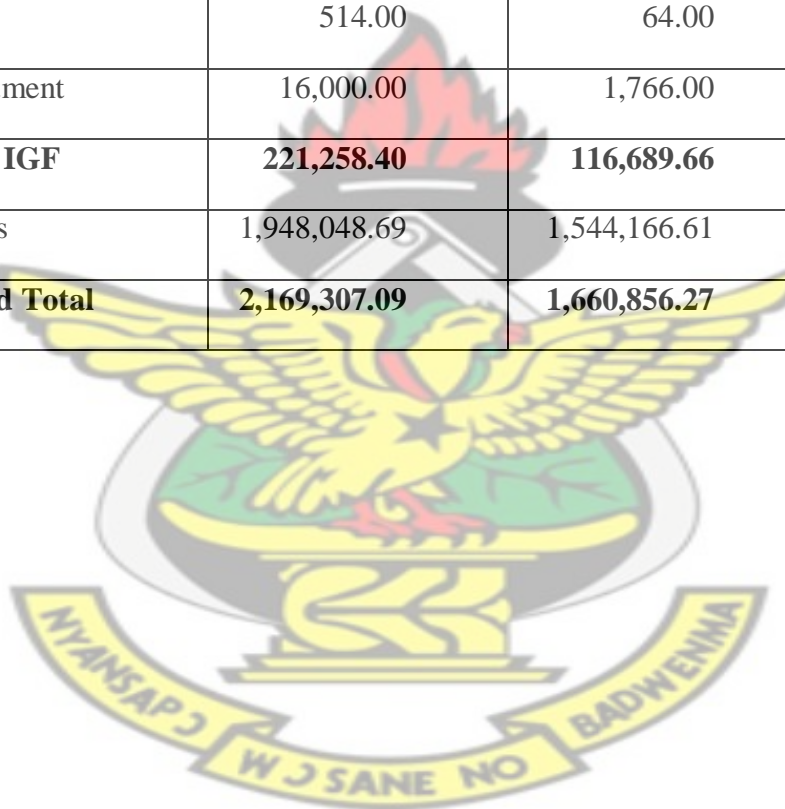 514.00 64.00
ment 16,000.00 1,766.00
IGF 221,258.40 116,689.66
s 1,948,048.69 1,544,166.61
d Total 2,169,307.09 1,660,856.27
NYANSAPƆ
WƆ SANE NO
BADWENMA